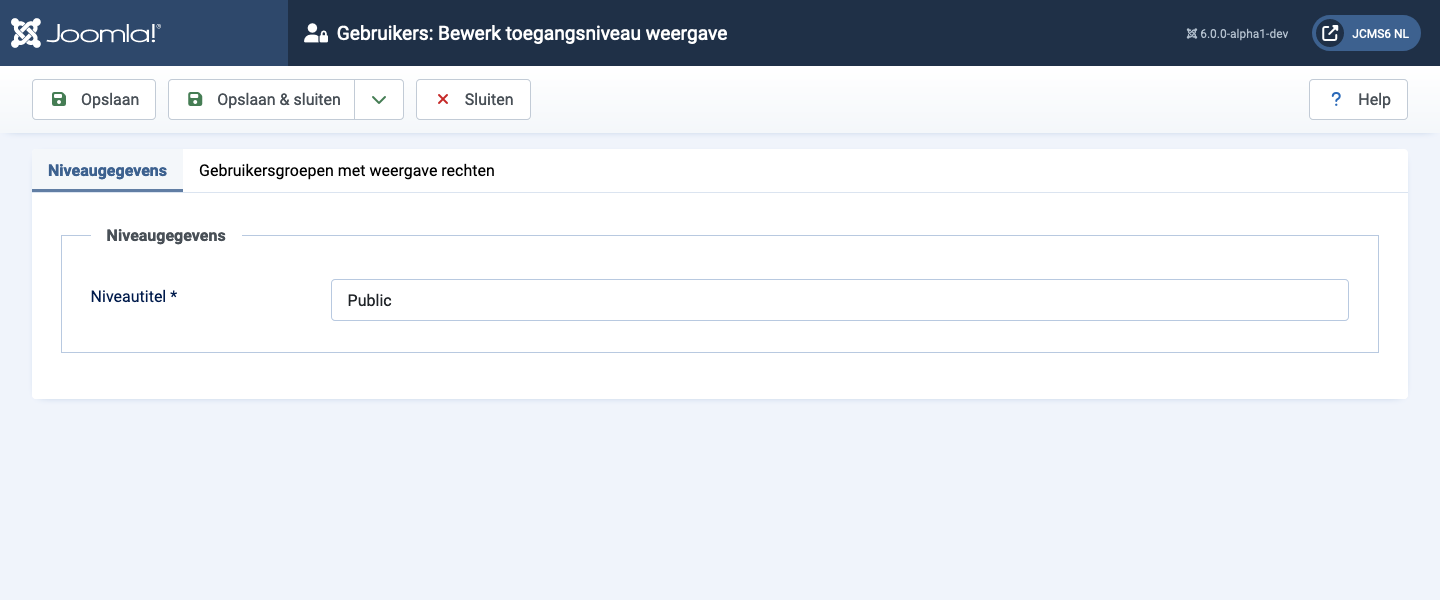 Joomla!®
Gebruikers: Bewerk toegangsniveau weergave
6.0.0-alpha1-dev
JCMS6 NL
Opslaan
Opslaan & sluiten
Sluiten
? Help
Niveaugegevens
Gebruikersgroepen met weergave rechten
Niveaugegevens
Niveautitel *
Public